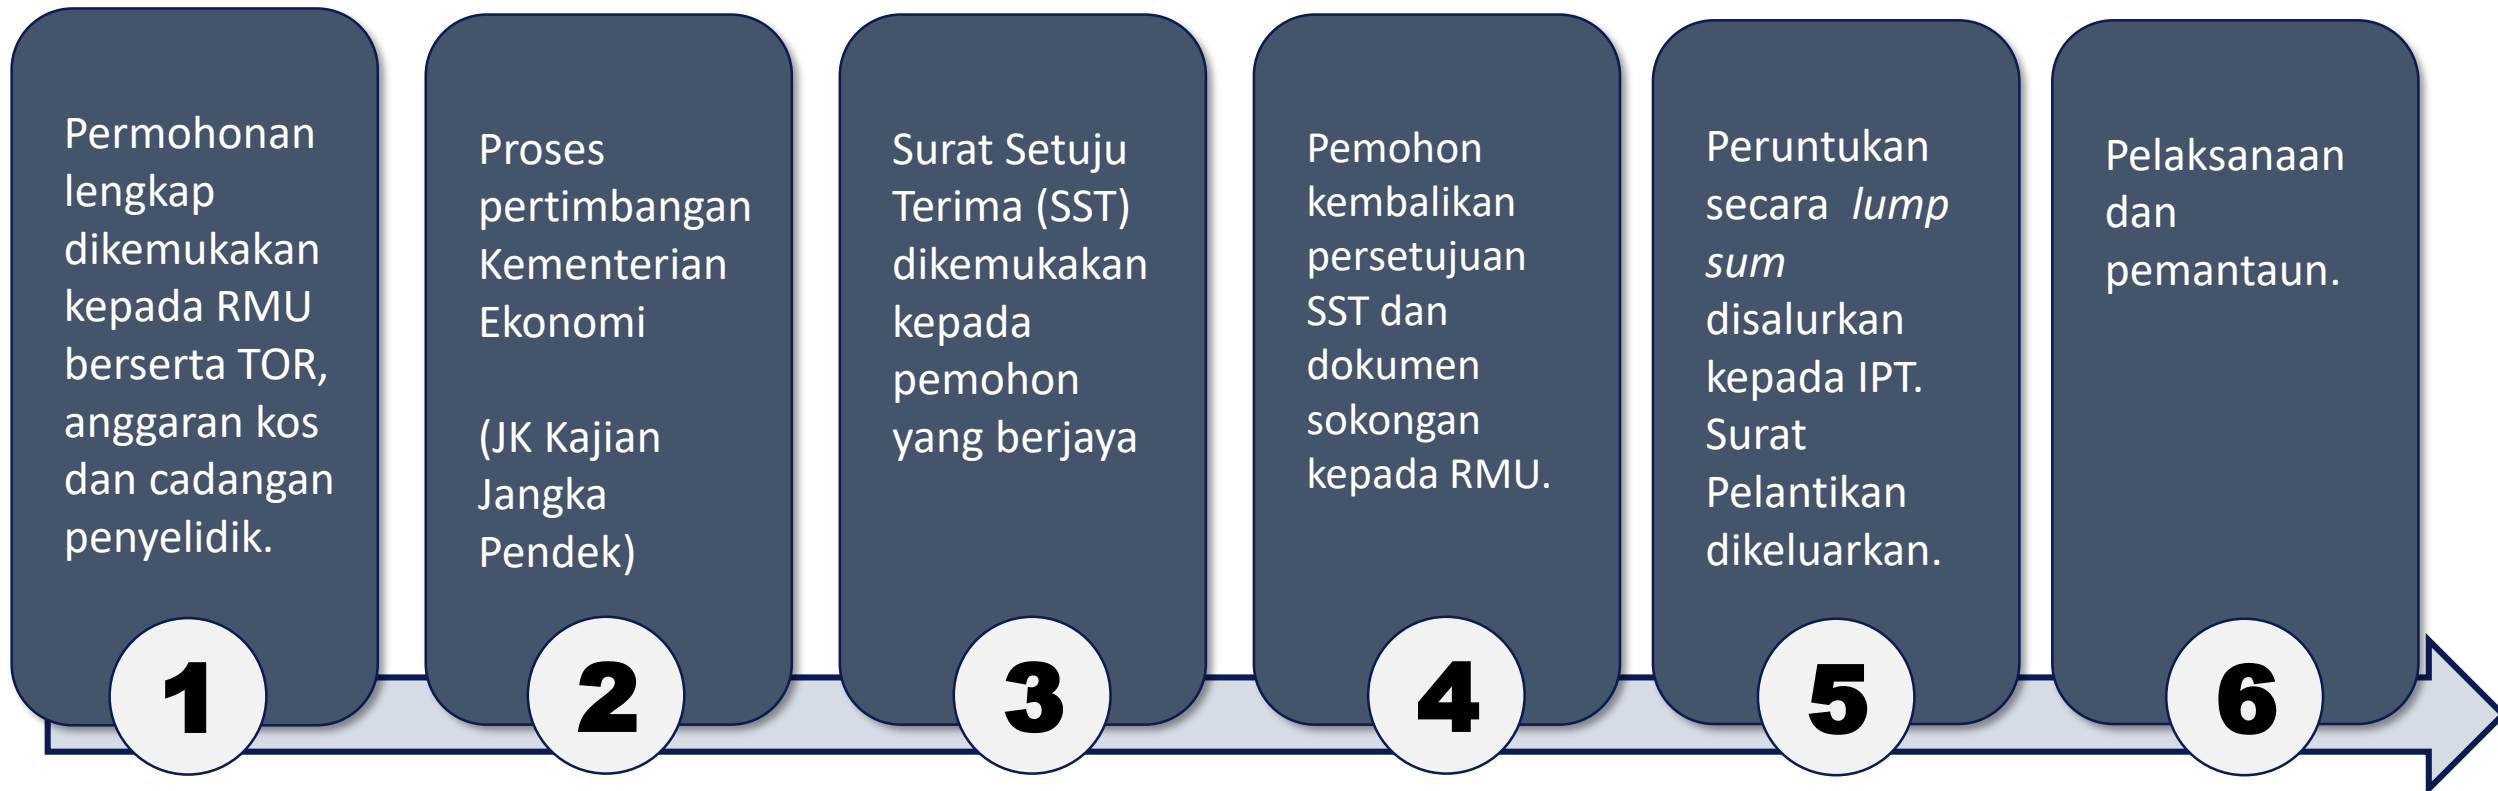 Permohonan
lengkap
dikemukakan
kepada RMU
berserta TOR,
anggaran kos
dan cadangan
penyelidik.
1
Proses
pertimbangan
Kementerian
Ekonomi
(JK Kajian
Jangka
Pendek)
2
Surat Setuju
Terima (SST)
dikemukakan
kepada
pemohon
yang berjaya
3
Pemohon
kembalikan
persetujuan
SST dan
dokumen
sokongan
kepada RMU.
4
Peruntukan
secara lump
sum
disalurkan
kepada IPT.
Surat
Pelantikan
dikeluarkan.
5
Pelaksanaan
dan
pemantaun.
6